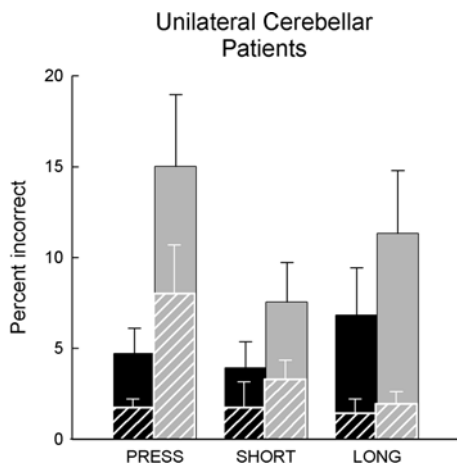 Unilateral Cerebellar
Patients
Percent incorrect
20
15
10
5
0
PRESS SHORT LONG